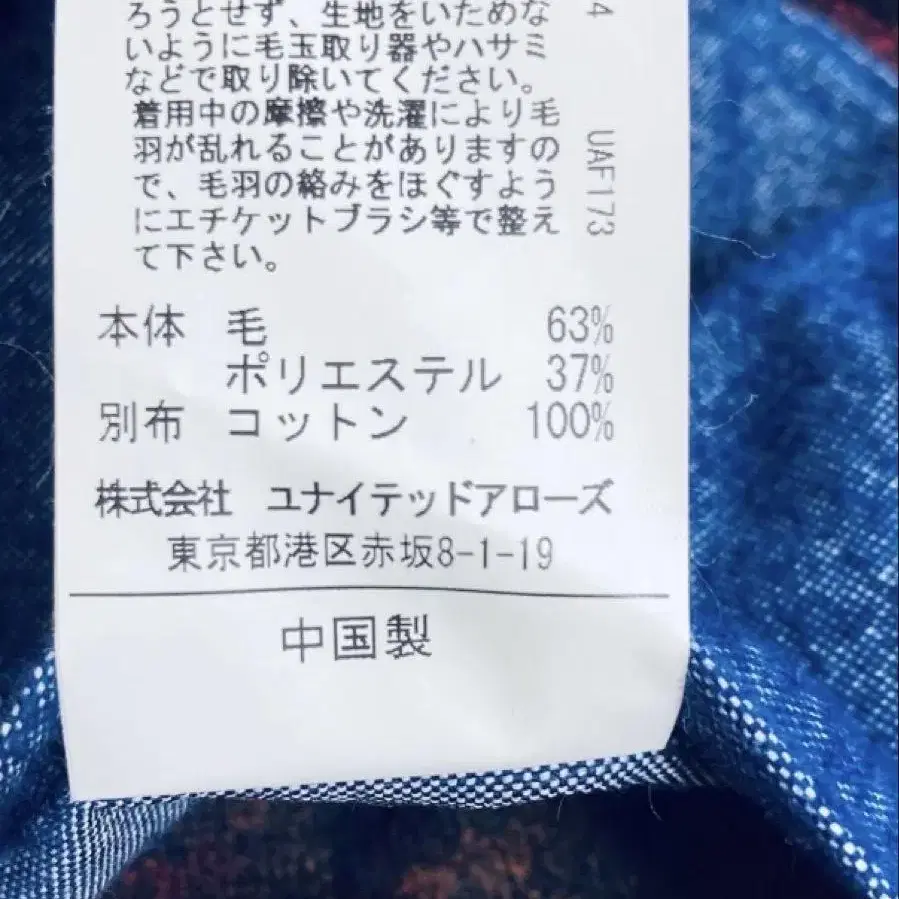 ろうとせず、生地をいためな
いように毛玉取り器やハサミ
などで取り除いてください。
着用中の摩擦や洗濯により毛
羽が乱れることがありますの
で、毛羽の絡みをほぐすよう
にエチケットブラシ等で整え
て下さい。
本体 毛 63%
ポリエステル 37%
別布 コットン 100%
株式会社 ユナイテッドアローズ
東京都港区赤坂8-1-19
中国製
4 UAF173